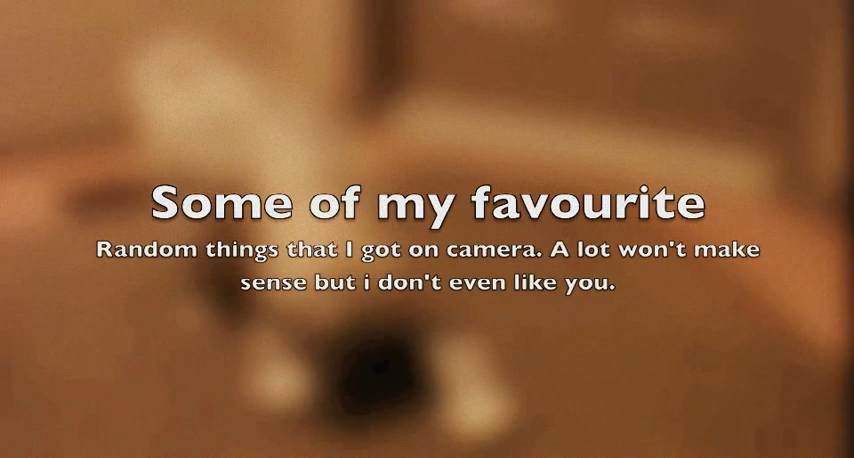 Some of my favourite
Random things that I got on camera. A lot won't make
sense but i don't even like you.